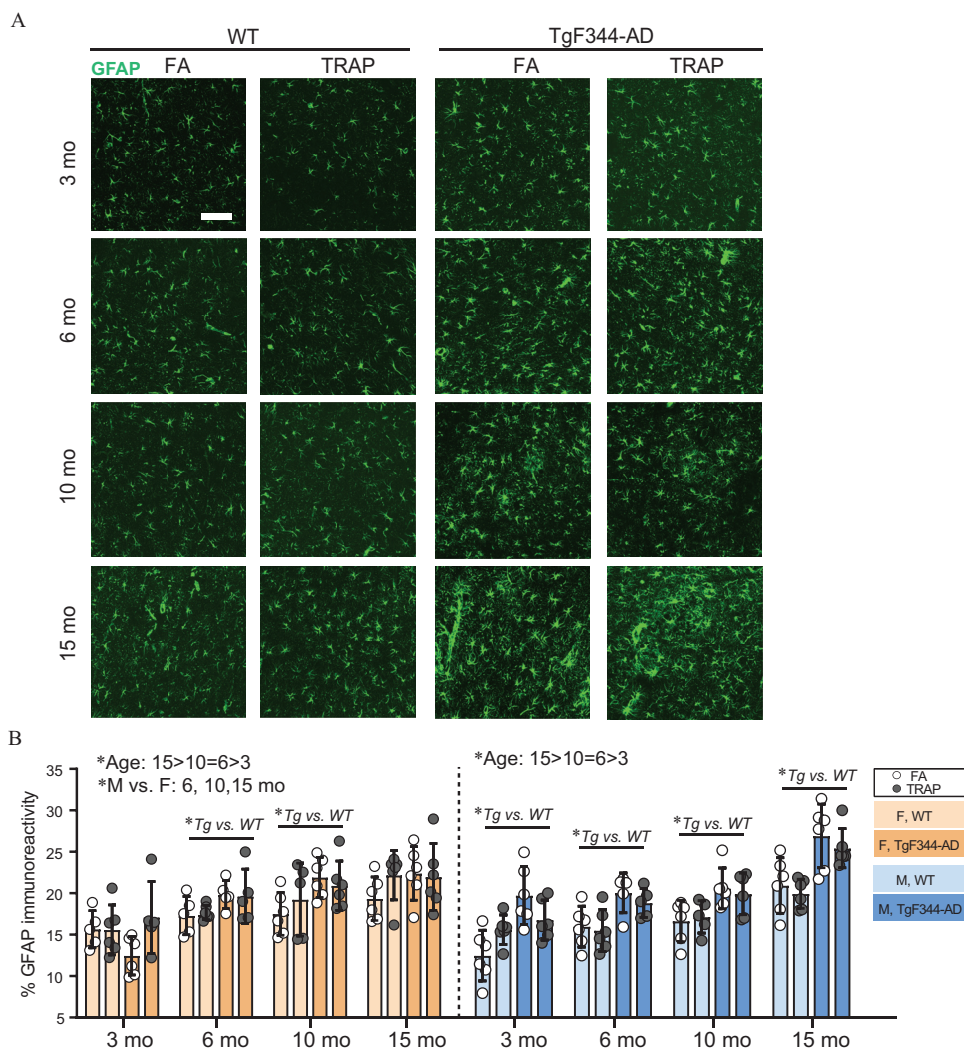 A
WT
TgF344-AD
GFAP
FA
TRAP
FA
TRAP
3 mo
6 mo
10 mo
15 mo
B
*Age: 15>10=6>3
*M vs. F: 6, 10,15 mo
*Age: 15>10=6>3
*Tg vs. WT
*Tg vs. WT
*Tg vs. WT
*Tg vs. WT
*Tg vs. WT
*Tg vs. WT
FA
TRAP
F, WT
F, TgF344-AD
M, WT
M, TgF344-AD
% GFAP immunoreactivity
35
30
25
20
15
10
5
3 mo
6 mo
10 mo
15 mo
3 mo
6 mo
10 mo
15 mo